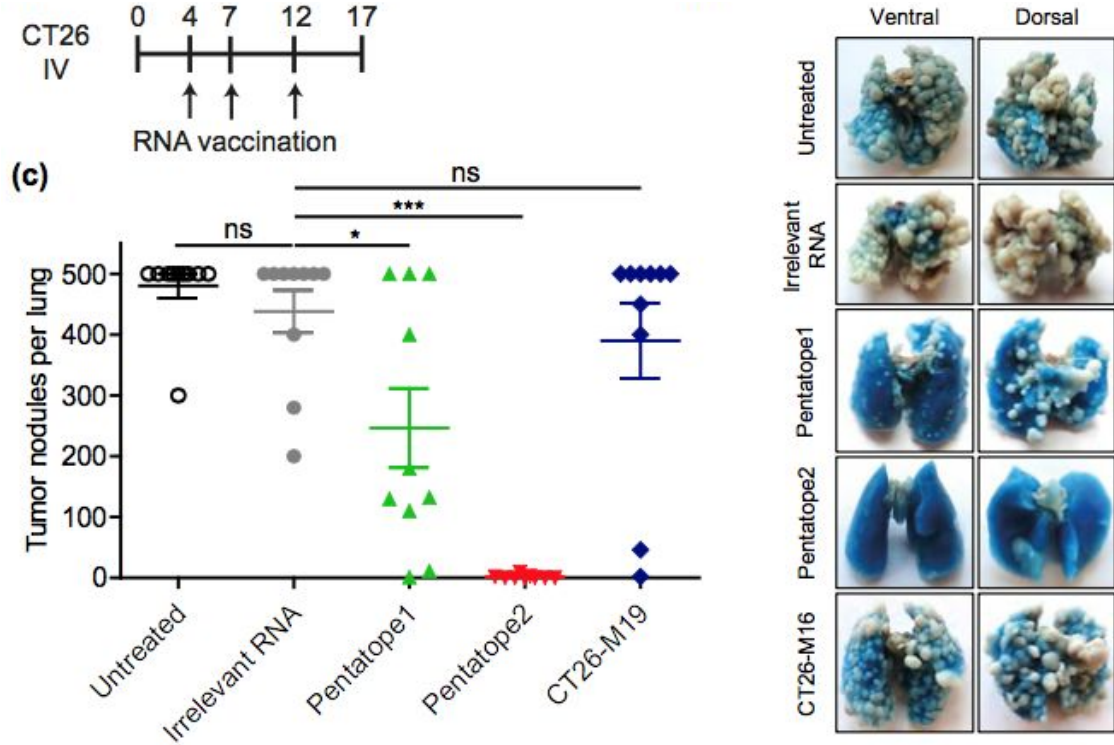 0 4 7 12 17
CT26
IV
RNA vaccination
(c)
ns
***
ns
*
Tumor nodules per lung
500
400
300
200
100
0
Untreated
Irrelevant RNA
Pentatope1
Pentatope2
CT26-M19
Ventral Dorsal
Untreated
Irrelevant
RNA
Pentatope1
Pentatope2
CT26-M16